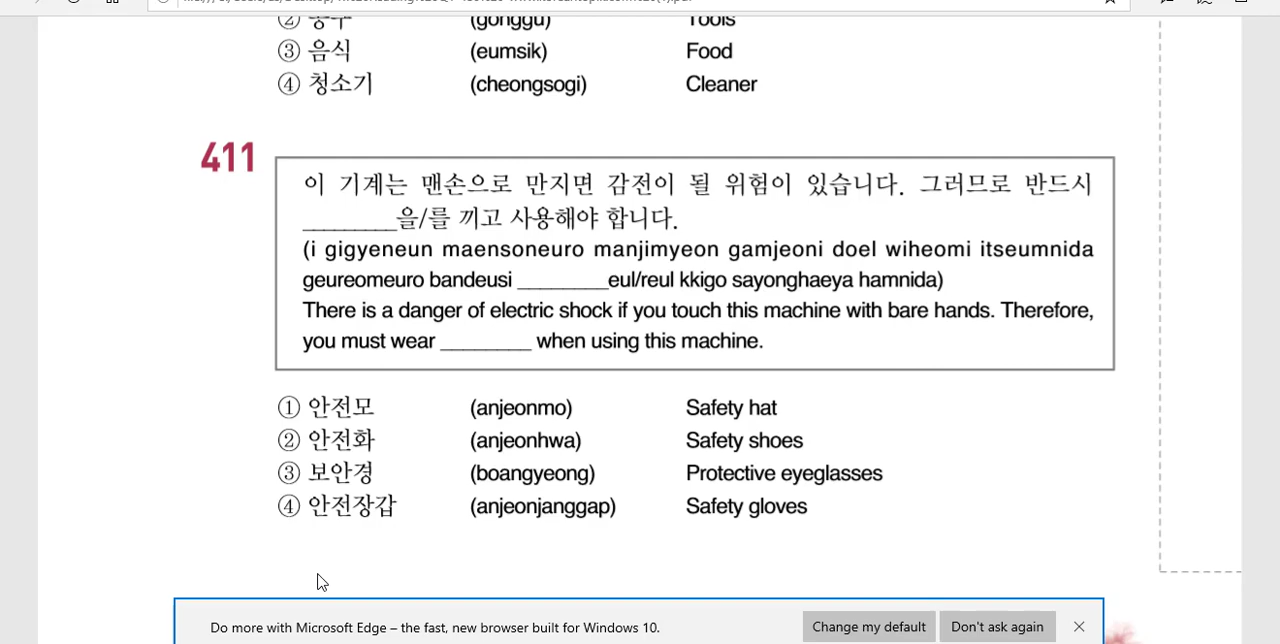 ② 공구 (gonggu) Tools
③ 음식 (eumsik) Food
④ 청소기 (cheongsogi) Cleaner
411
이 기계는 맨손으로 만지면 감전이 될 위험이 있습니다. 그러므로 반드시
________을/를 끼고 사용해야 합니다.
(i gigyeneun maensoneuro manjimyeon gamjeoni doel wiheomi itseumnida
geureomeuro bandeusi ________eul/reul kkigo sayonghaeya hamnida)
There is a danger of electric shock if you touch this machine with bare hands. Therefore,
you must wear ________ when using this machine.
① 안전모 (anjeonmo) Safety hat
② 안전화 (anjeonhwa) Safety shoes
③ 보안경 (boangyeong) Protective eyeglasses
④ 안전장갑 (anjeonjanggap) Safety gloves
Do more with Microsoft Edge – the fast, new browser built for Windows 10.
Change my default
Don't ask again